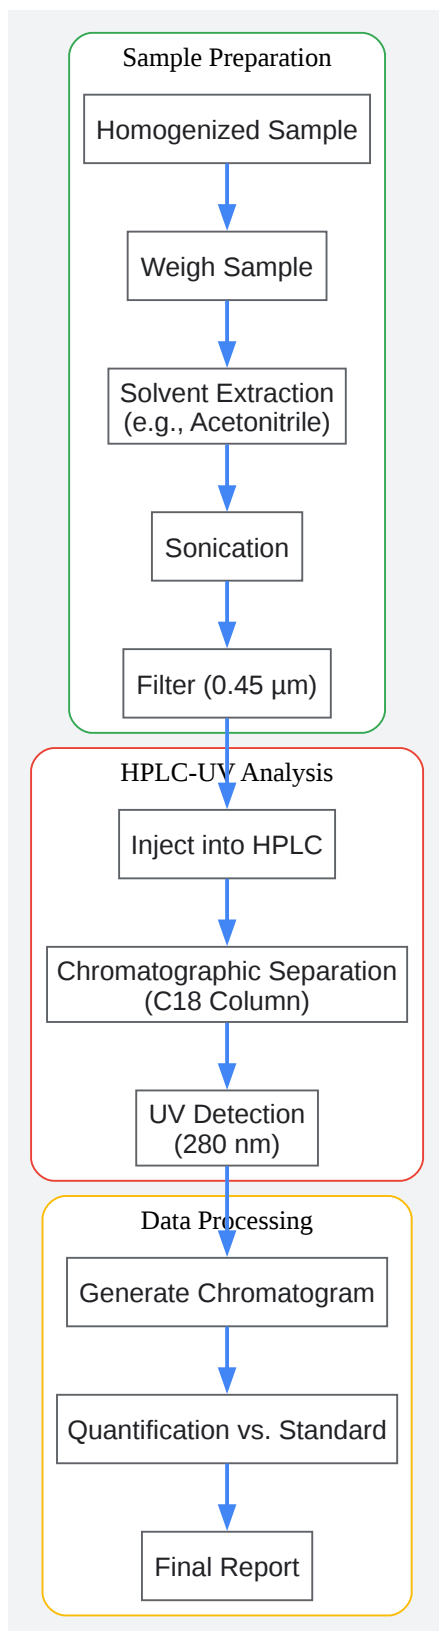 Sample Preparation
Homogenized Sample
Weigh Sample
Solvent Extraction
(e.g., Acetonitrile)
Sonication
Filter (0.45 µm)
HPLC-UV Analysis
Inject into HPLC
Chromatographic Separation
(C18 Column)
UV Detection
(280 nm)
Data Processing
Generate Chromatogram
Quantification vs. Standard
Final Report